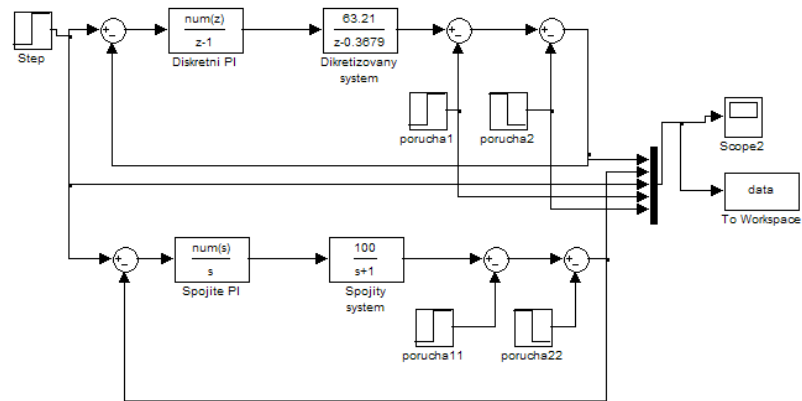 Step
+
-
num(z)
z-1
Diskretni PI
63.21
z-0.3679
Dikretizovany
system
+
-
+
-
porucha1
porucha2
Scope2
data
To Workspace
+
-
num(s)
s
Spojite PI
100
s+1
Spojity
system
+
-
+
-
porucha11
porucha22